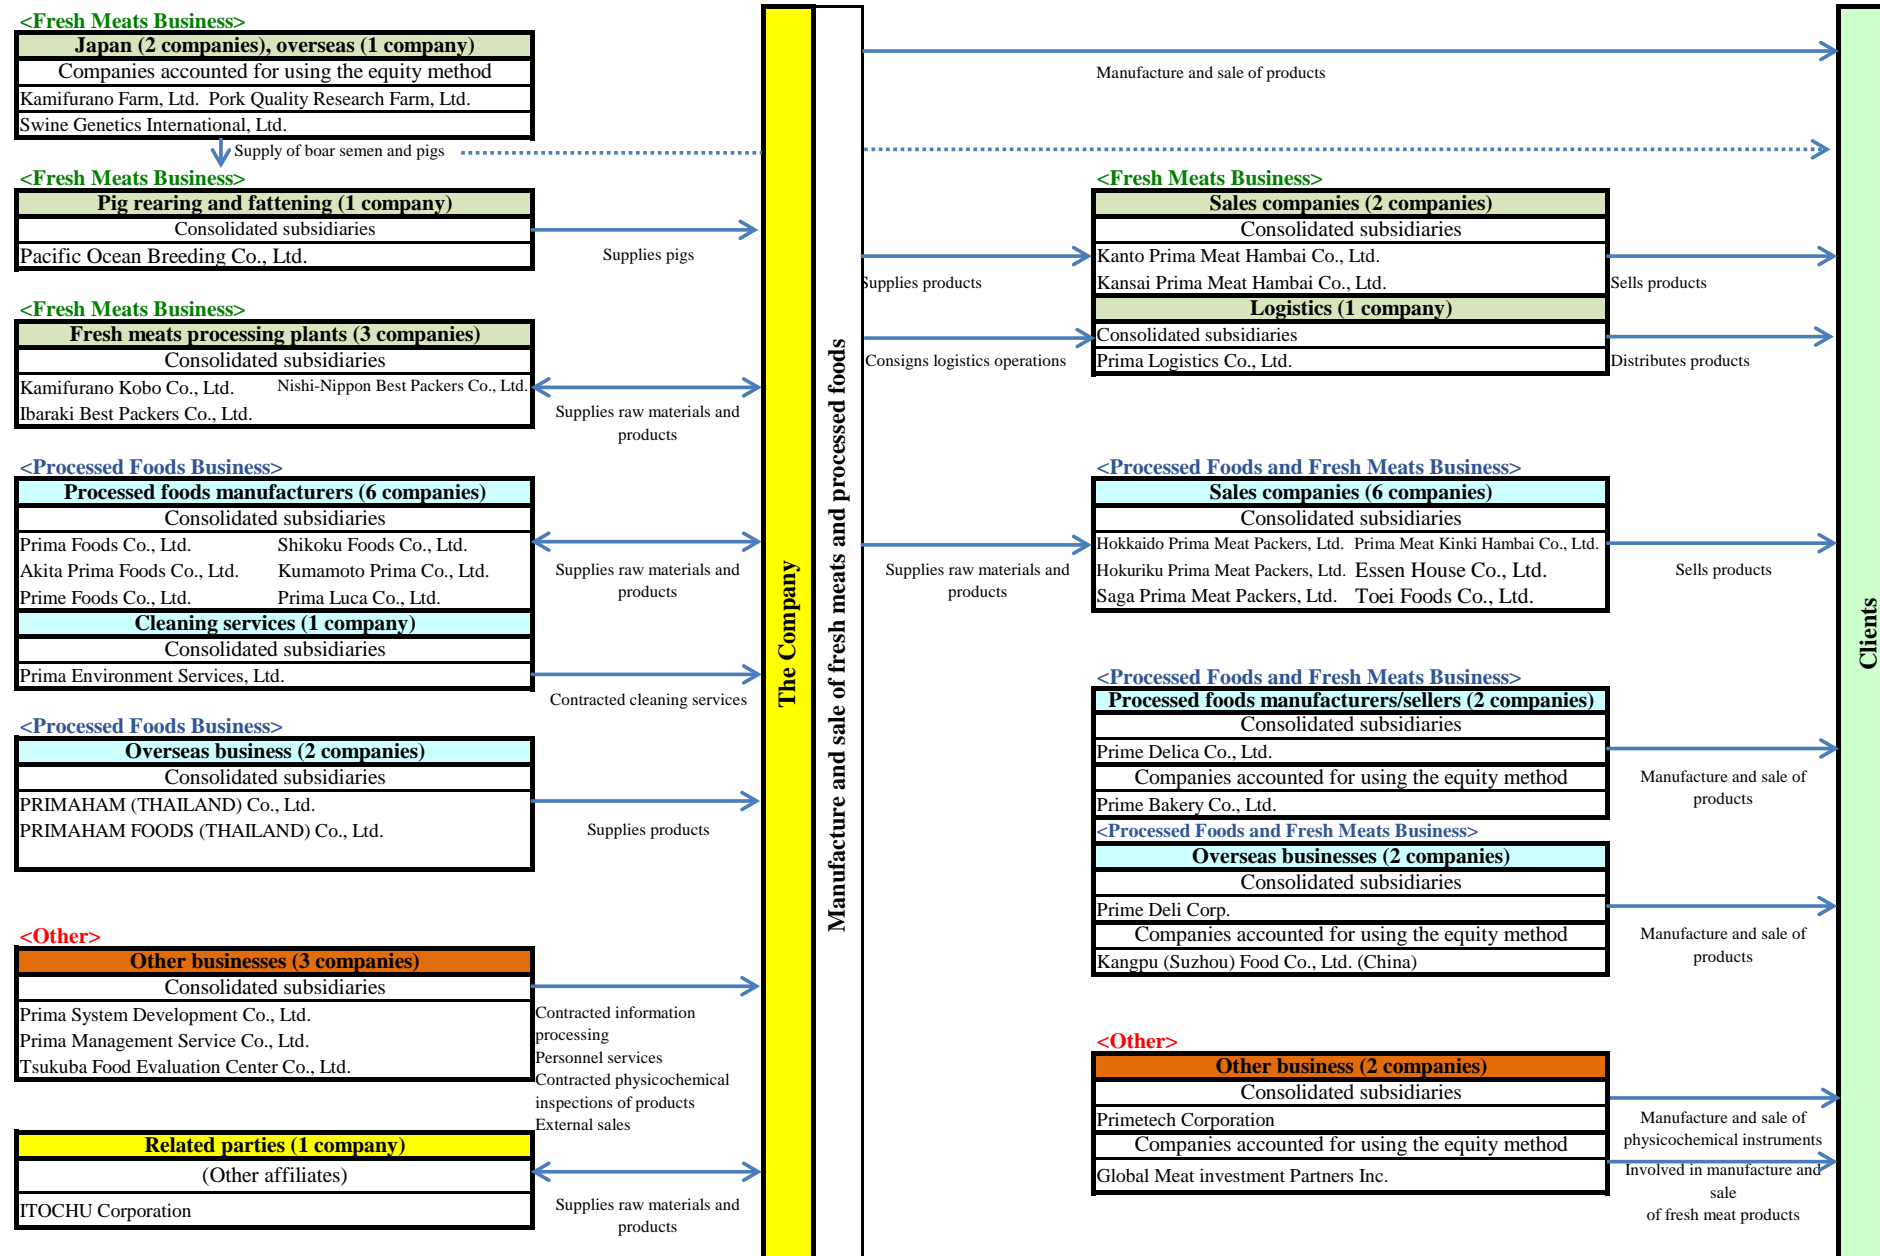 <Fresh Meats Business>
Japan (2 companies), overseas (1 company)
Companies accounted for using the equity method
Kamifurano Farm, Ltd.  Pork Quality Research Farm, Ltd.
Swine Genetics International, Ltd.
Supply of boar semen and pigs
<Fresh Meats Business>
Pig rearing and fattening (1 company)
Consolidated subsidiaries
Pacific Ocean Breeding Co., Ltd.
Supplies pigs
<Fresh Meats Business>
Fresh meats processing plants (3 companies)
Consolidated subsidiaries
Kamifurano Kobo Co., Ltd.  Nishi-Nippon Best Packers Co., Ltd.
Ibaraki Best Packers Co., Ltd.
Supplies raw materials and
products
<Processed Foods Business>
Processed foods manufacturers (6 companies)
Consolidated subsidiaries
Prima Foods Co., Ltd.  Shikoku Foods Co., Ltd.
Akita Prima Foods Co., Ltd.  Kumamoto Prima Co., Ltd.
Prime Foods Co., Ltd.  Prima Luca Co., Ltd.
Supplies raw materials and
products
Cleaning services (1 company)
Consolidated subsidiaries
Prima Environment Services, Ltd.
Contracted cleaning services
<Processed Foods Business>
Overseas business (2 companies)
Consolidated subsidiaries
PRIMAHAM (THAILAND) Co., Ltd.
PRIMAHAM FOODS (THAILAND) Co., Ltd.
Supplies products
<Other>
Other businesses (3 companies)
Consolidated subsidiaries
Prima System Development Co., Ltd.
Prima Management Service Co., Ltd.
Tsukuba Food Evaluation Center Co., Ltd.
Contracted information
processing
Personnel services
Contracted physicochemical
inspections of products
External sales
Related parties (1 company)
(Other affiliates)
ITOCHU Corporation
Supplies raw materials and
products
The Company
Manufacture and sale of fresh meats and processed foods
Manufacture and sale of products
<Fresh Meats Business>
Sales companies (2 companies)
Consolidated subsidiaries
Kanto Prima Meat Hambai Co., Ltd.
Kansai Prima Meat Hambai Co., Ltd.
Supplies products
Sells products
Logistics (1 company)
Consolidated subsidiaries
Prima Logistics Co., Ltd.
Consigns logistics operations
Distributes products
<Processed Foods and Fresh Meats Business>
Sales companies (6 companies)
Consolidated subsidiaries
Hokkaido Prima Meat Packers, Ltd.  Prima Meat Kinki Hambai Co., Ltd.
Hokuriku Prima Meat Packers, Ltd.  Essen House Co., Ltd.
Saga Prima Meat Packers, Ltd.  Toei Foods Co., Ltd.
Supplies raw materials and
products
Sells products
<Processed Foods and Fresh Meats Business>
Processed foods manufacturers/sellers (2 companies)
Consolidated subsidiaries
Prime Delica Co., Ltd.
Companies accounted for using the equity method
Prime Bakery Co., Ltd.
Manufacture and sale of
products
<Processed Foods and Fresh Meats Business>
Overseas businesses (2 companies)
Consolidated subsidiaries
Prime Deli Corp.
Companies accounted for using the equity method
Kangpu (Suzhou) Food Co., Ltd. (China)
Manufacture and sale of
products
<Other>
Other business (2 companies)
Consolidated subsidiaries
Primetech Corporation
Companies accounted for using the equity method
Global Meat investment Partners Inc.
Manufacture and sale of
physicochemical instruments
Involved in manufacture and
sale
of fresh meat products
Clients